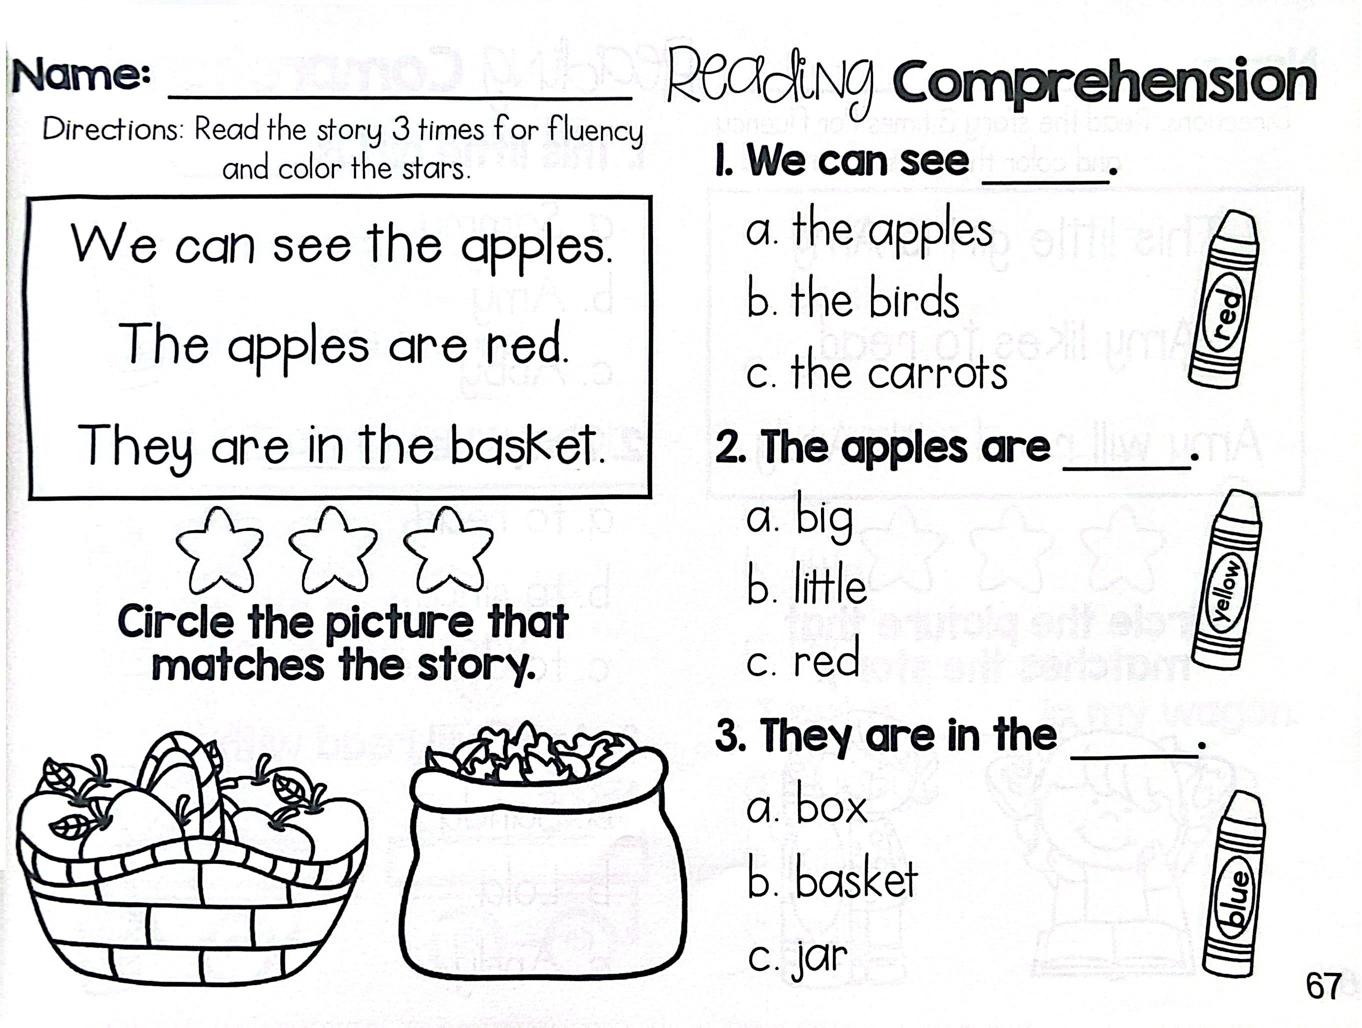 Name:
Directions: Read the story 3 times for fluency
and color the stars.
We can see the apples.
The apples are red.
They are in the basket.
Circle the picture that
matches the story.
Reading Comprehension
1. We can see ______.
a. the apples
b. the birds
c. the carrots
red
2. The apples are ______.
a. big
b. little
c. red
yellow
3. They are in the ______.
a. box
b. basket
c. jar
blue
67